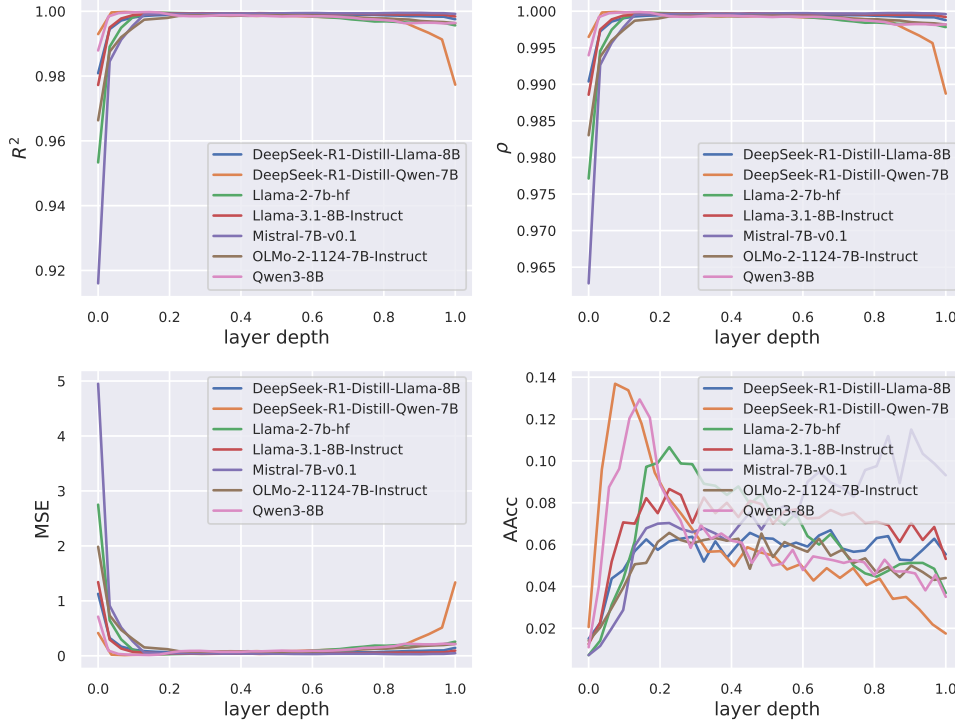 1.00
0.98
0.96
0.94
0.92
R²
DeepSeek-R1-Distill-Llama-8B
DeepSeek-R1-Distill-Qwen-7B
Llama-2-7b-hf
Llama-3.1-8B-Instruct
Mistral-7B-v0.1
OLMo-2-1124-7B-Instruct
Qwen3-8B
0.0 0.2 0.4 0.6 0.8 1.0
layer depth
1.000
0.995
0.990
0.985
0.980
0.975
0.970
0.965
ρ
DeepSeek-R1-Distill-Llama-8B
DeepSeek-R1-Distill-Qwen-7B
Llama-2-7b-hf
Llama-3.1-8B-Instruct
Mistral-7B-v0.1
OLMo-2-1124-7B-Instruct
Qwen3-8B
0.0 0.2 0.4 0.6 0.8 1.0
layer depth
5
4
3
2
1
0
MSE
DeepSeek-R1-Distill-Llama-8B
DeepSeek-R1-Distill-Qwen-7B
Llama-2-7b-hf
Llama-3.1-8B-Instruct
Mistral-7B-v0.1
OLMo-2-1124-7B-Instruct
Qwen3-8B
0.0 0.2 0.4 0.6 0.8 1.0
layer depth
0.14
0.12
0.10
0.08
0.06
0.04
0.02
AAcc
DeepSeek-R1-Distill-Llama-8B
DeepSeek-R1-Distill-Qwen-7B
Llama-2-7b-hf
Llama-3.1-8B-Instruct
Mistral-7B-v0.1
OLMo-2-1124-7B-Instruct
Qwen3-8B
0.0 0.2 0.4 0.6 0.8 1.0
layer depth